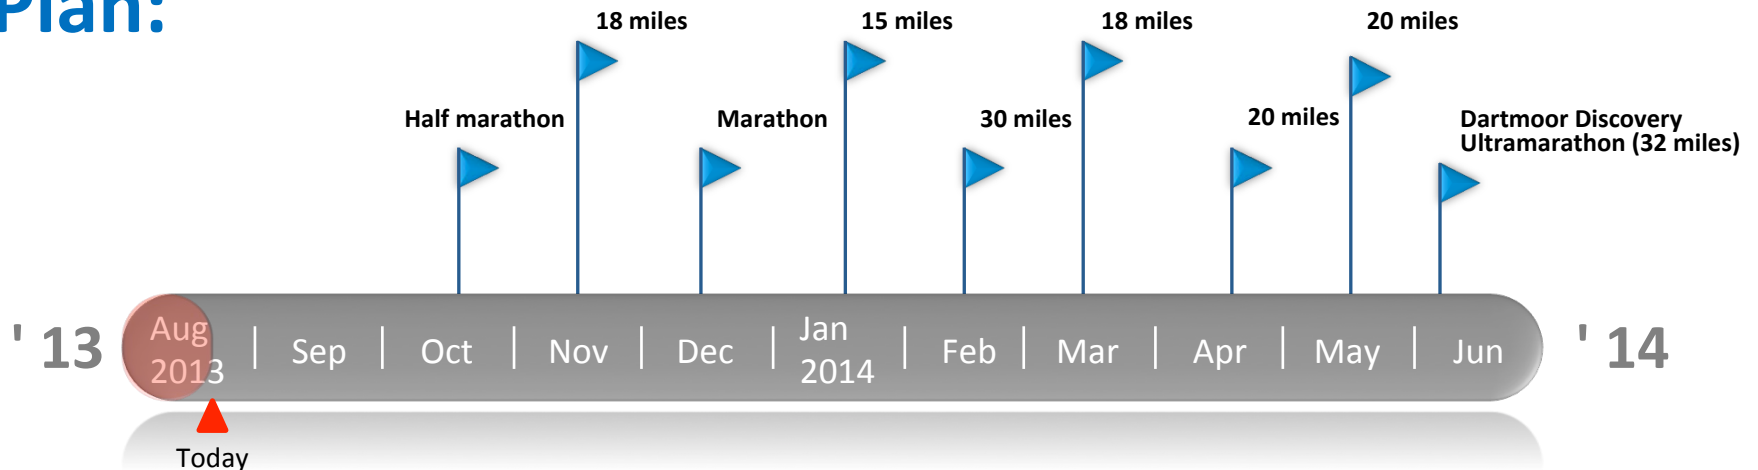 Plan:
18 miles
15 miles
18 miles
20 miles
Half marathon
Marathon
30 miles
20 miles
Dartmoor Discovery
Ultramarathon (32 miles)
' 13
Aug
2013
Sep
Oct
Nov
Dec
Jan
2014
Feb
Mar
Apr
May
Jun
' 14
Today